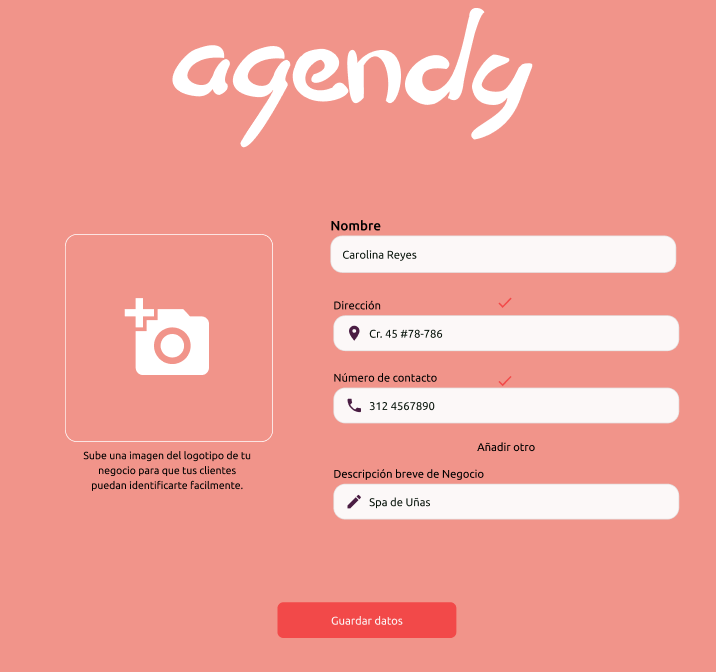 agendy
Nombre
Carolina Reyes
Dirección
Cr. 45 #78-786
Número de contacto
312 4567890
Añadir otro
Descripción breve de Negocio
Spa de Uñas
Sube una imagen del logotipo de tu
negocio para que tus clientes
puedan identificarte facilmente.
Guardar datos